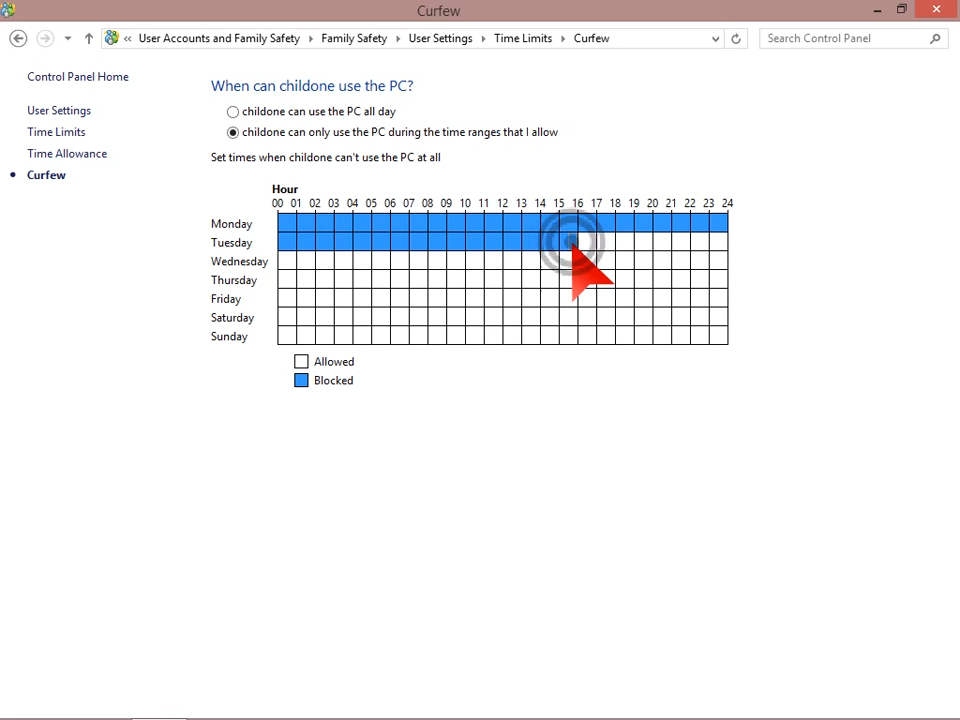 Curfew
« User Accounts and Family Safety Family Safety User Settings Time Limits Curfew
Search Control Panel
Control Panel Home
User Settings
Time Limits
Time Allowance
Curfew
When can childone use the PC?
childone can use the PC all day
childone can only use the PC during the time ranges that I allow
Set times when childone can't use the PC at all
Hour
00 01 02 03 04 05 06 07 08 09 10 11 12 13 14 15 16 17 18 19 20 21 22 23 24
Monday
Tuesday
Wednesday
Thursday
Friday
Saturday
Sunday
Allowed
Blocked